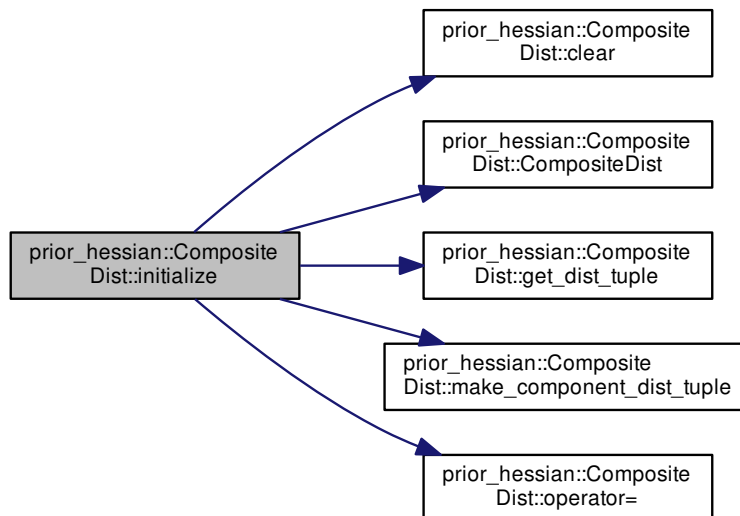 prior_hessian::Composite
Dist::clear
prior_hessian::Composite
Dist::CompositeDist
prior_hessian::Composite
Dist::initialize
prior_hessian::Composite
Dist::get_dist_tuple
prior_hessian::Composite
Dist::make_component_dist_tuple
prior_hessian::Composite
Dist::operator=